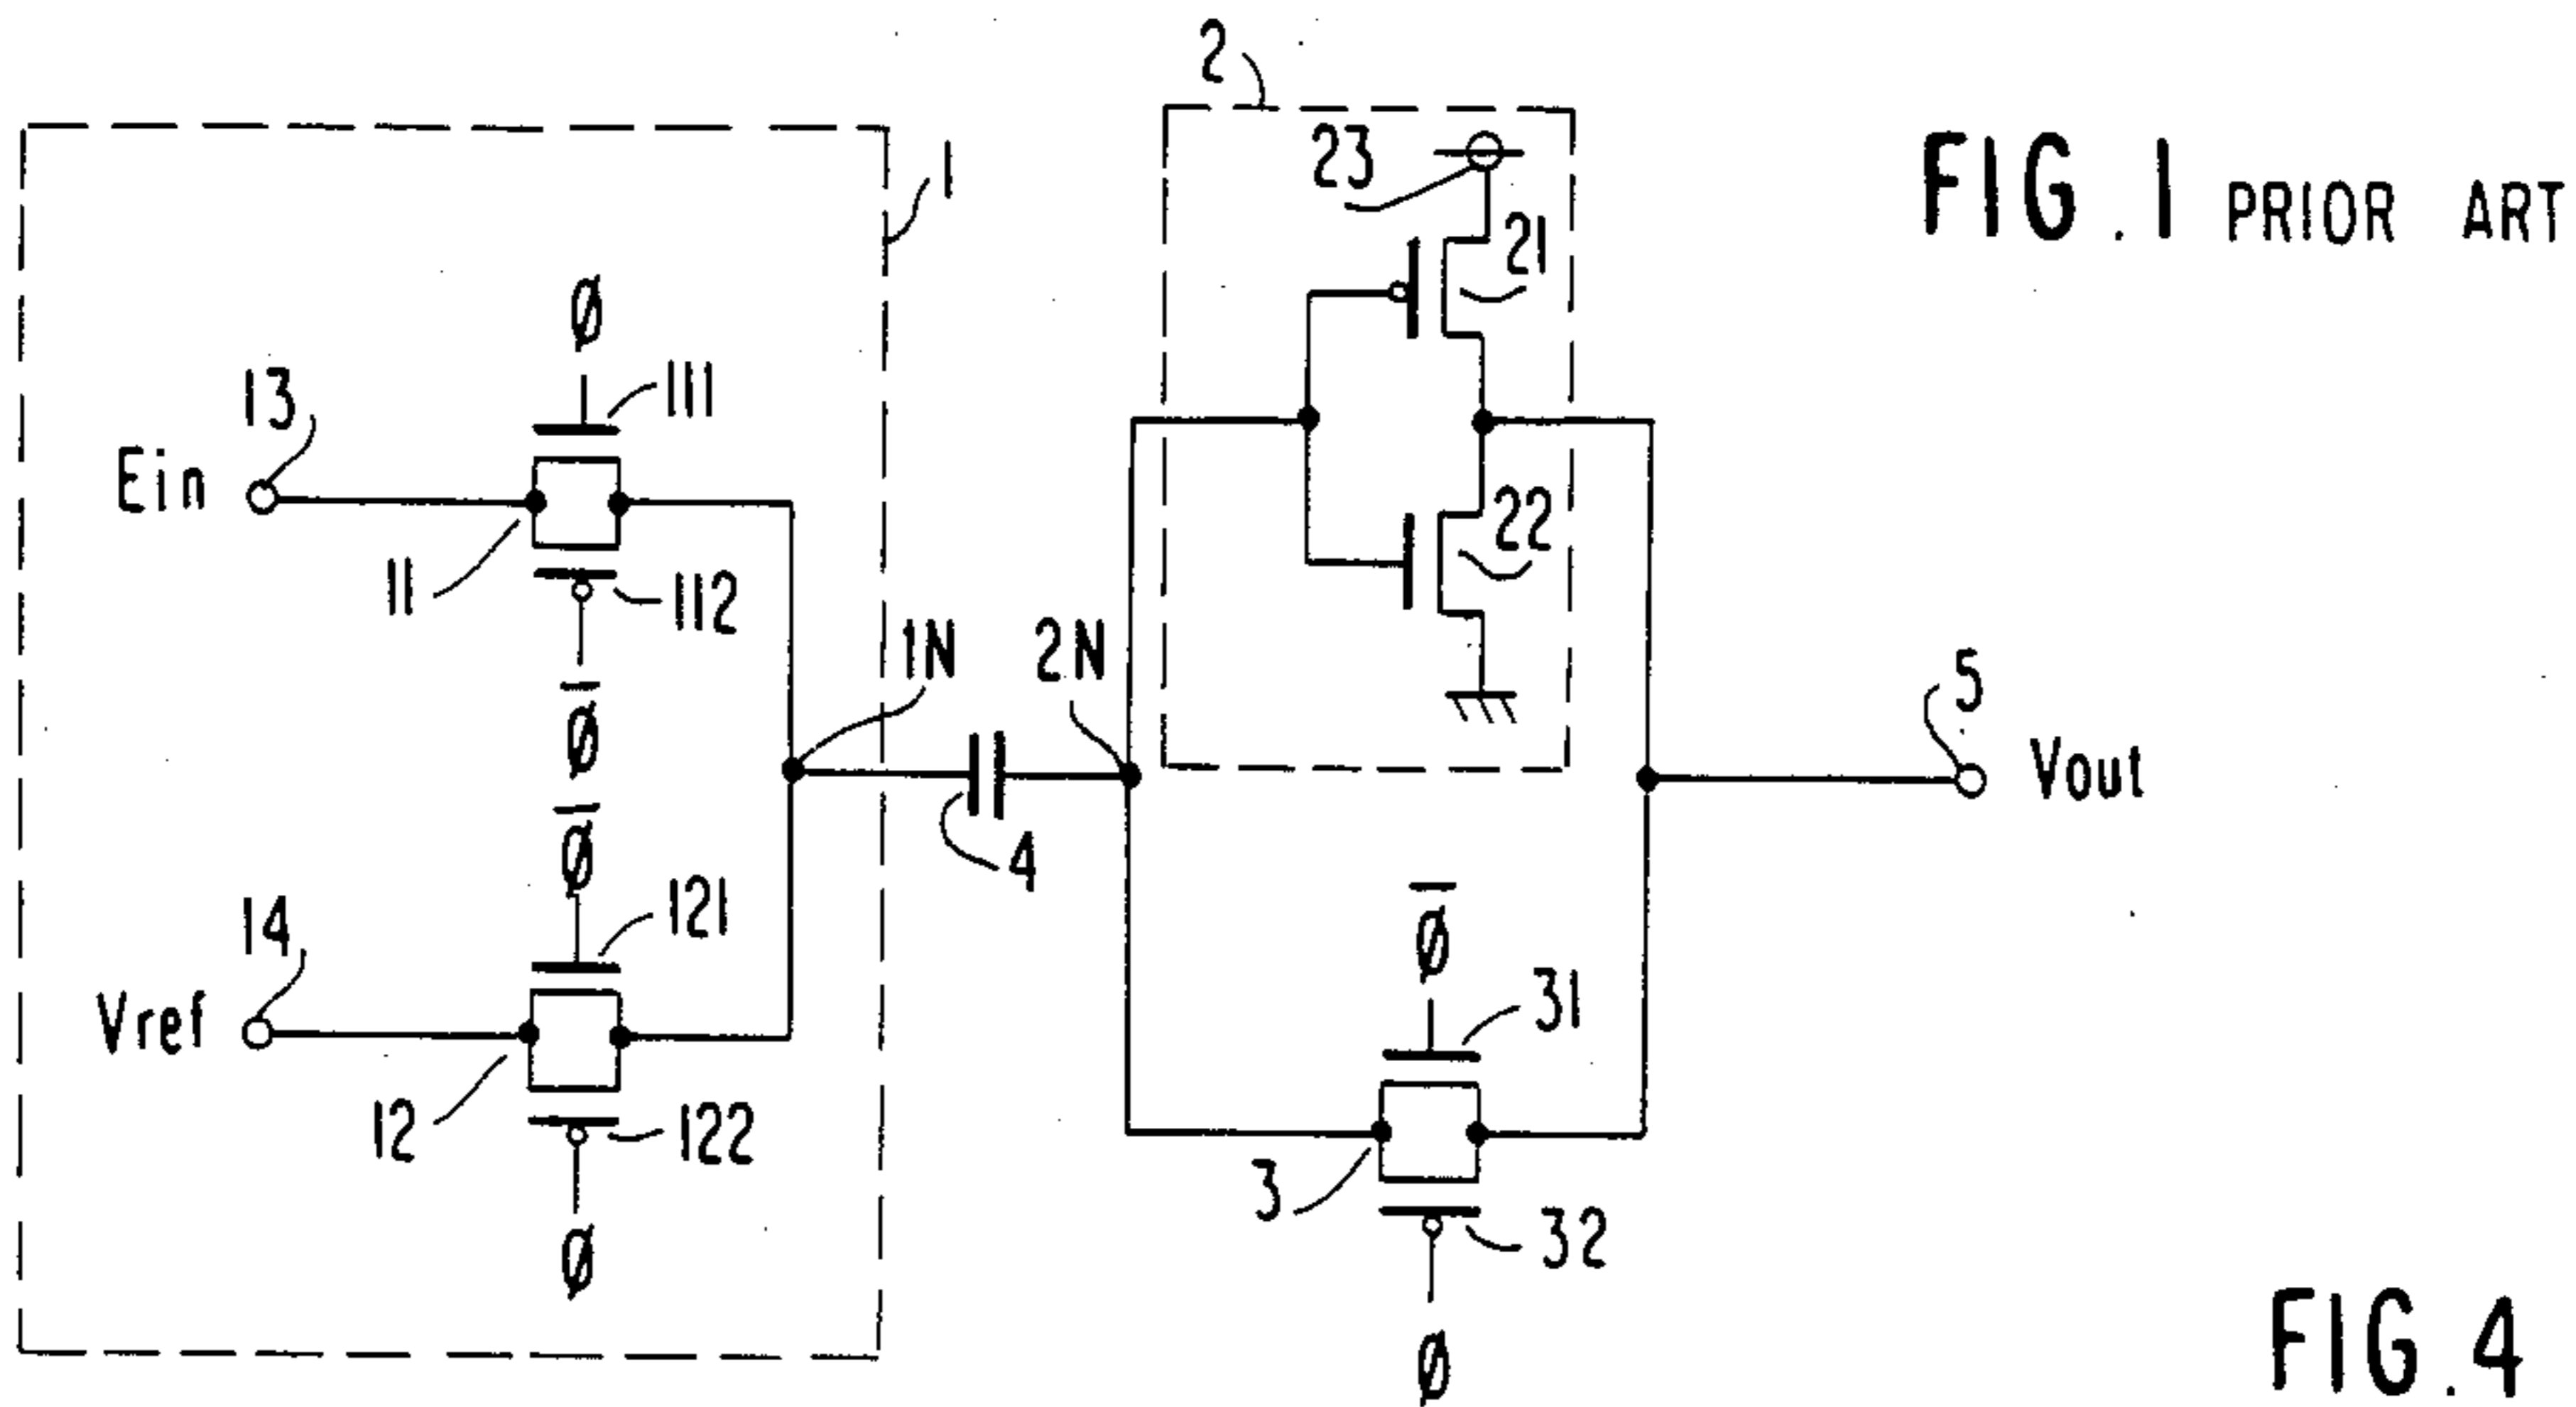 2
FIG. 1 PRIOR ART
1
23
21
Ø
111
13
Ein
11
112
Ø̅
22
1N
2N
5
Vout
4
Ø̅
121
14
Vref
12
122
Ø
Ø̅
31
3
32
Ø
FIG. 4